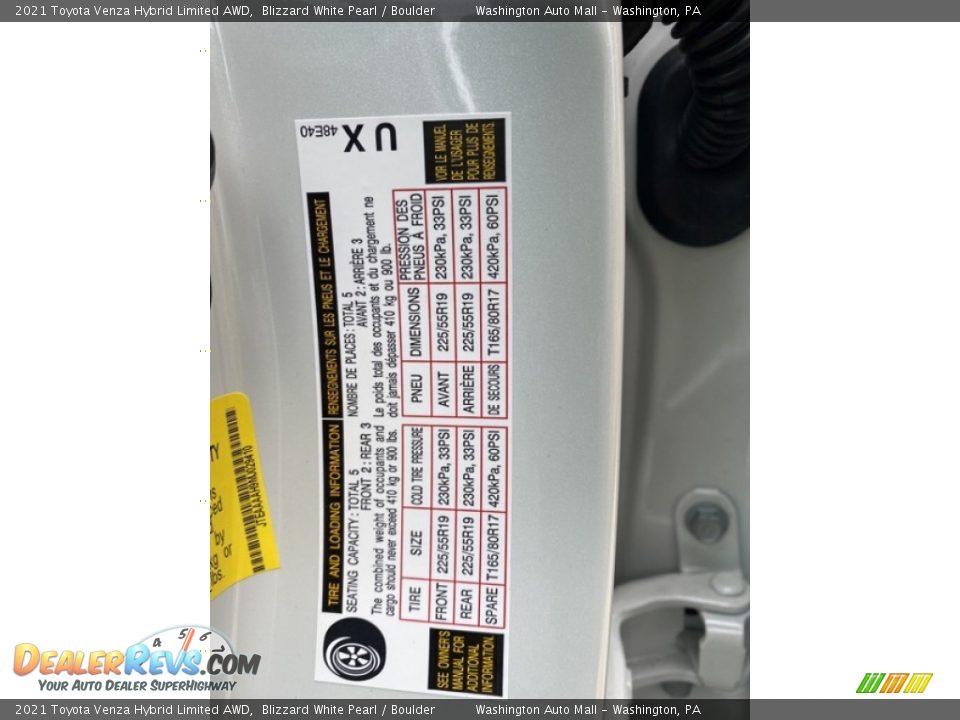 2021 Toyota Venza Hybrid Limited AWD, Blizzard White Pearl / Boulder Washington Auto Mall - Washington, PA
TIRE AND LOADING INFORMATION
RENSEIGNEMENTS SUR LES PNEUS ET LE CHARGEMENT
SEATING CAPACITY : TOTAL 5
FRONT 2 : REAR 3
NOMBRE DE PLACES : TOTAL 5
AVANT 2 : ARRIÈRE 3
The combined weight of occupants and
cargo should never exceed 410 kg or 900 lbs.
Le poids total des occupants et du chargement ne
doit jamais dépasser 410 kg ou 900 lb.
TIRE SIZE COLD TIRE PRESSURE
FRONT 225/55R19 230kPa, 33PSI
REAR 225/55R19 230kPa, 33PSI
SPARE T165/80R17 420kPa, 60PSI
PNEU DIMENSIONS PRESSION DES PNEUS À FROID
AVANT 225/55R19 230kPa, 33PSI
ARRIÈRE 225/55R19 230kPa, 33PSI
DE SECOURS T165/80R17 420kPa, 60PSI
SEE OWNER'S
MANUAL FOR
ADDITIONAL
INFORMATION.
VOIR LE MANUEL
DE L'USAGER
POUR PLUS DE
RENSEIGNEMENTS.
UX
48E40
by
or
lbs.
4 5 6
DEALERREVS.COM
YOUR AUTO DEALER SUPERHIGHWAY
2021 Toyota Venza Hybrid Limited AWD, Blizzard White Pearl / Boulder Washington Auto Mall - Washington, PA